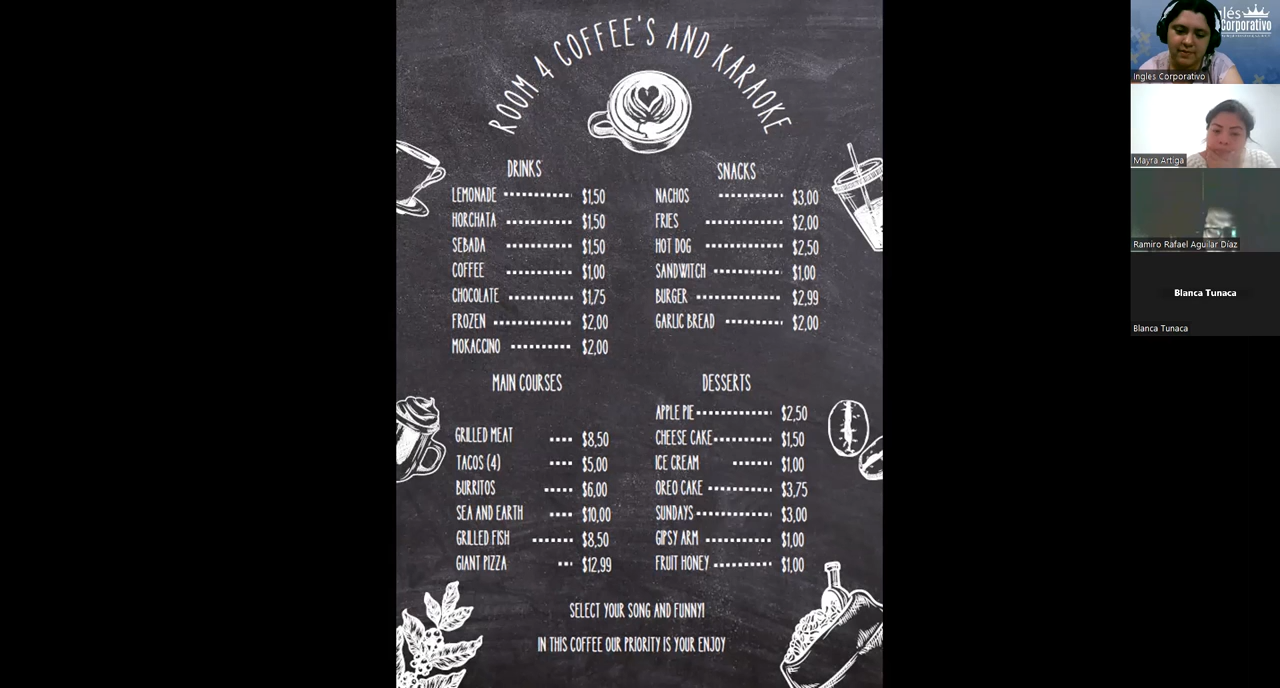 ROOM 4 COFFEE'S AND KARAOKE
DRINKS
LEMONADE $1,50
HORCHATA $1,50
SEBADA $1,50
COFFEE $1,00
CHOCOLATE $1,75
FROZEN $2,00
MOKACCINO $2,00
SNACKS
NACHOS $3,00
FRIES $2,00
HOT DOG $2,50
SANDWITCH $1,00
BURGER $2,99
GARLIC BREAD $2,00
MAIN COURSES
GRILLED MEAT $8,50
TACOS (4) $5,00
BURRITOS $6,00
SEA AND EARTH $10,00
GRILLED FISH $8,50
GIANT PIZZA $12,99
DESSERTS
APPLE PIE $2,50
CHEESE CAKE $1,50
ICE CREAM $1,00
OREO CAKE $3,75
SUNDAYS $3,00
GIPSY ARM $1,00
FRUIT HONEY $1,00
SELECT YOUR SONG AND FUNNY!
IN THIS COFFEE OUR PRIORITY IS YOUR ENJOY
Corporativo
Ingles Corporativo
Mayra Artiga
Ramiro Rafael Aguilar Díaz
Blanca Tunaca
Blanca Tunaca